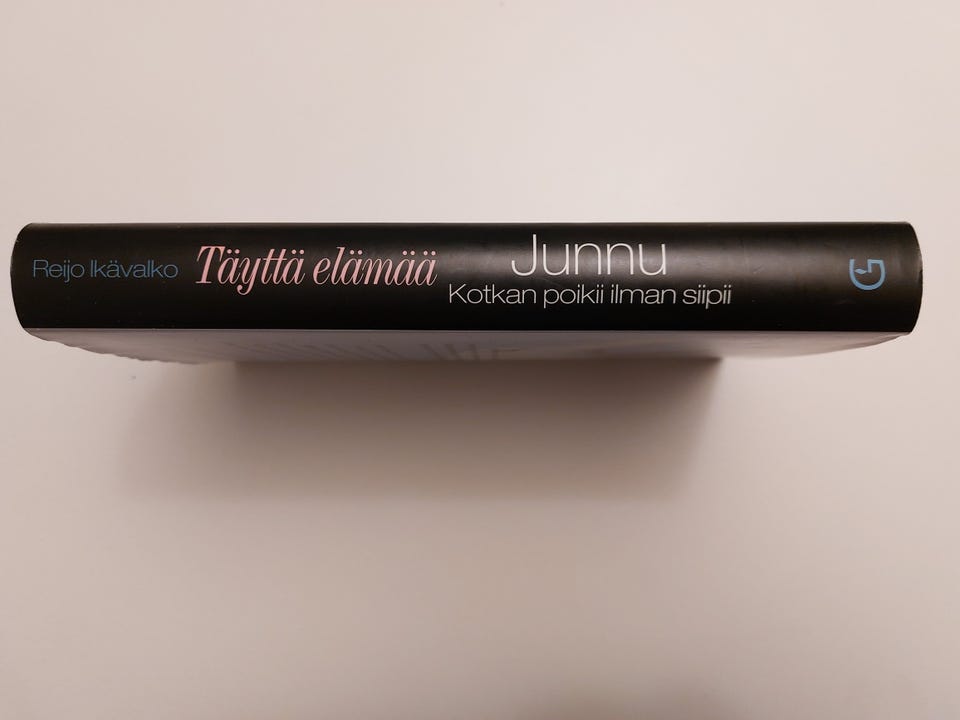 Reijo Ikävalko
Täyttä elämää
Junnu
Kotkan poikii ilman siipii